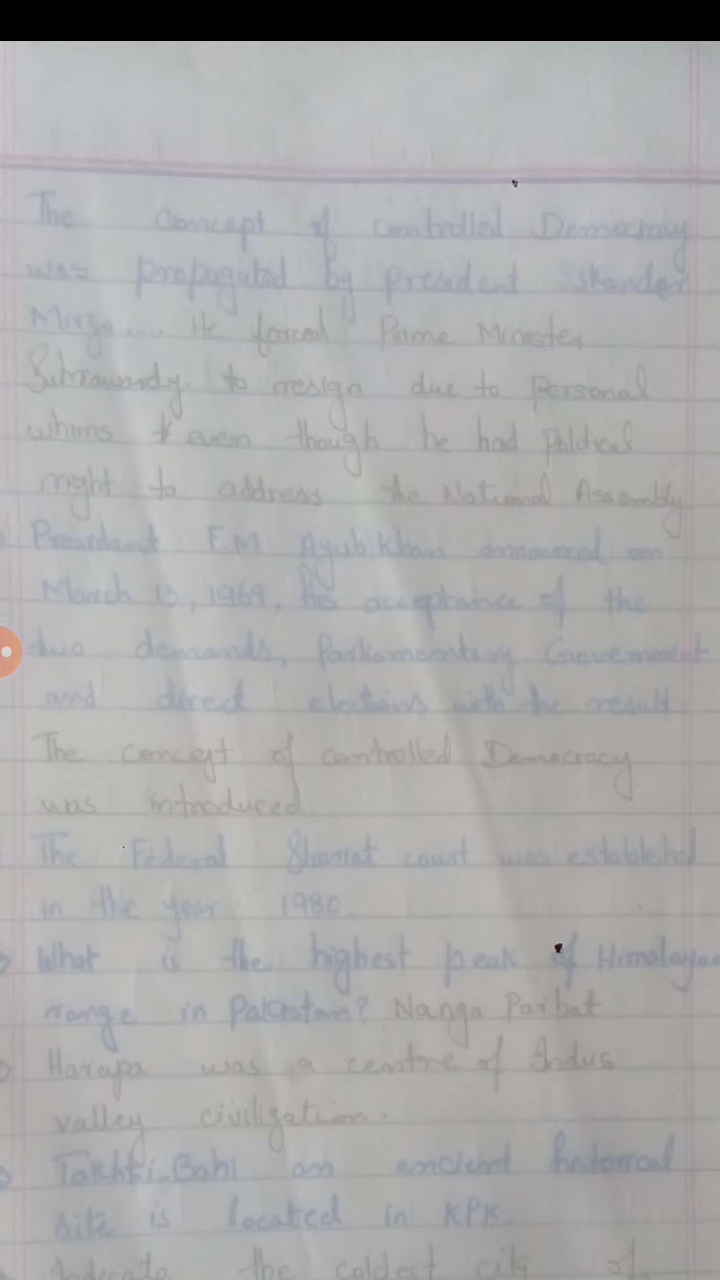 The concept of controlled Democracy
was propagated by president iskander
Mirza.... He forced Prime Minister
Suhrawardy to resign due to personal
whims & even though he had Political
might to address the National Assembly
President F.M Ayub Khan announced on
March 13, 1969, his acceptance of the
two demands, Parliamentary Government
and direct elections with the result
The concept of controlled Democracy
was introduced
The Federal Shariat court was established
in the year 1980
What is the highest peak of Himalayan
range in Pakistan? Nanga Parbat
Harapa was a centre of Indus
valley civilization.
Takhti-Bahi an ancient historical
site is located in KPK.
the coldest city of